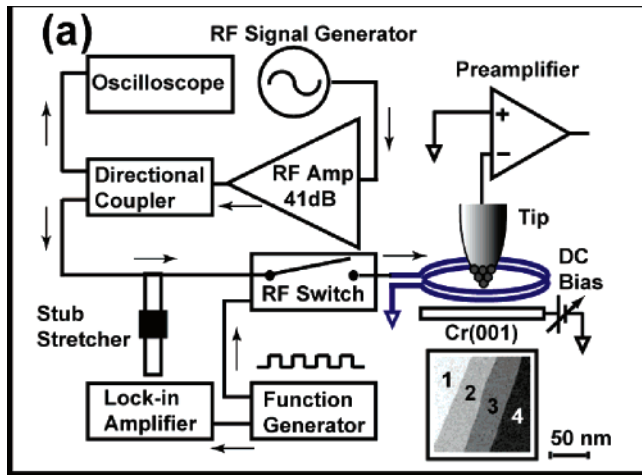 (a)
RF Signal Generator
Oscilloscope
Preamplifier
+
−
Directional
Coupler
RF Amp
41dB
Tip
DC
Bias
RF Switch
Stub
Stretcher
Cr(001)
Lock-in
Amplifier
Function
Generator
1
2
3
4
50 nm